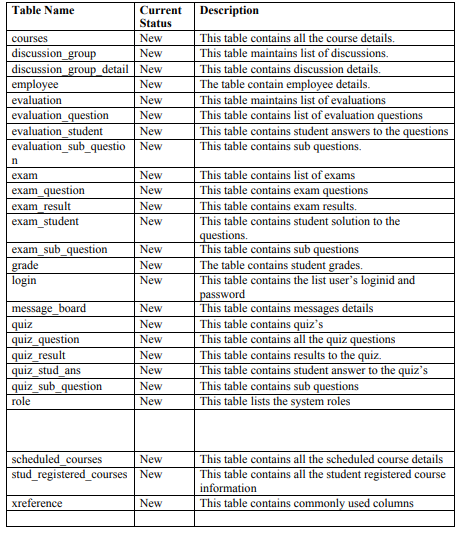 Table Name Current Status Description
courses New This table contains all the course details.
discussion_group New This table maintains list of discussions.
discussion_group_detail New This table contains discussion details.
employee New The table contain employee details.
evaluation New This table maintains list of evaluations
evaluation_question New This table contains list of evaluation questions
evaluation_student New This table contains student answers to the questions
evaluation_sub_questio
n New This table contains sub questions.
exam New This table contains list of exams
exam_question New This table contains exam questions
exam_result New This table contains exam results.
exam_student New This table contains student solution to the
questions.
exam_sub_question New This table contains sub questions
grade New The table contains student grades.
login New This table contains the list user's loginid and
password
message_board New This table contains messages details
quiz New This table contains quiz's
quiz_question New This table contains all the quiz questions
quiz_result New This table contains results to the quiz.
quiz_stud_ans New This table contains student answer to the quiz's
quiz_sub_question New This table contains sub questions
role New This table lists the system roles
scheduled_courses New This table contains all the scheduled course details
stud_registered_courses New This table contains all the student registered course
information
xreference New This table contains commonly used columns